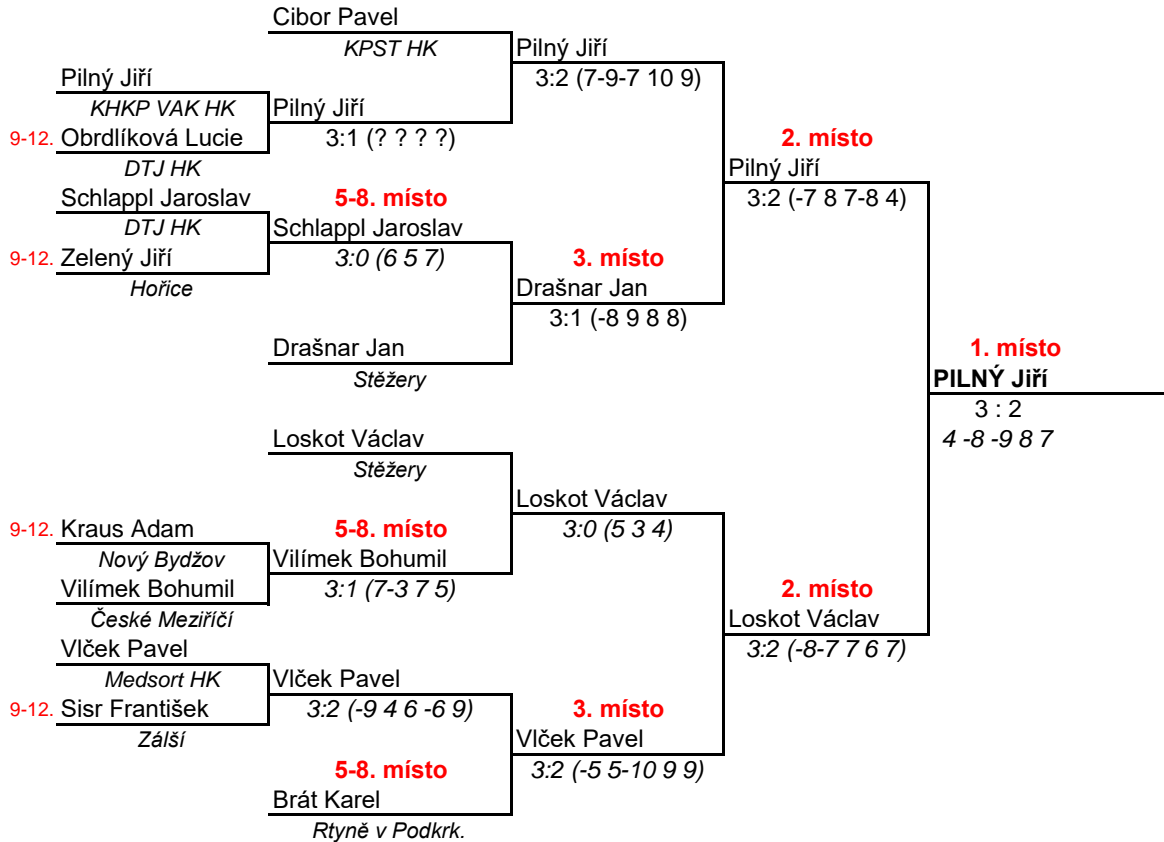 Cibor Pavel
KPST HK
Pilný Jiří
3:2 (7-9-7 10 9)
Pilný Jiří
KHKP VAK HK
Pilný Jiří
9-12. Obrdlíková Lucie
3:1 (? ? ? ?)
2. místo
DTJ HK
Pilný Jiří
Schlappl Jaroslav
5-8. místo
3:2 (-7 8 7-8 4)
DTJ HK
Schlappl Jaroslav
9-12. Zelený Jiří
3:0 (6 5 7)
3. místo
Hořice
Drašnar Jan
3:1 (-8 9 8 8)
Drašnar Jan
1. místo
Stěžery
PILNÝ Jiří
3 : 2
Loskot Václav
4 -8 -9 8 7
Stěžery
Loskot Václav
9-12. Kraus Adam
5-8. místo
3:0 (5 3 4)
Nový Bydžov
Vilímek Bohumil
Vilímek Bohumil
3:1 (7-3 7 5)
2. místo
České Meziříčí
Loskot Václav
Vlček Pavel
3:2 (-8-7 7 6 7)
Medsort HK
Vlček Pavel
9-12. Sisr František
3:2 (-9 4 6 -6 9)
3. místo
Zálší
Vlček Pavel
5-8. místo
3:2 (-5 5-10 9 9)
Brát Karel
Rtyně v Podkrk.